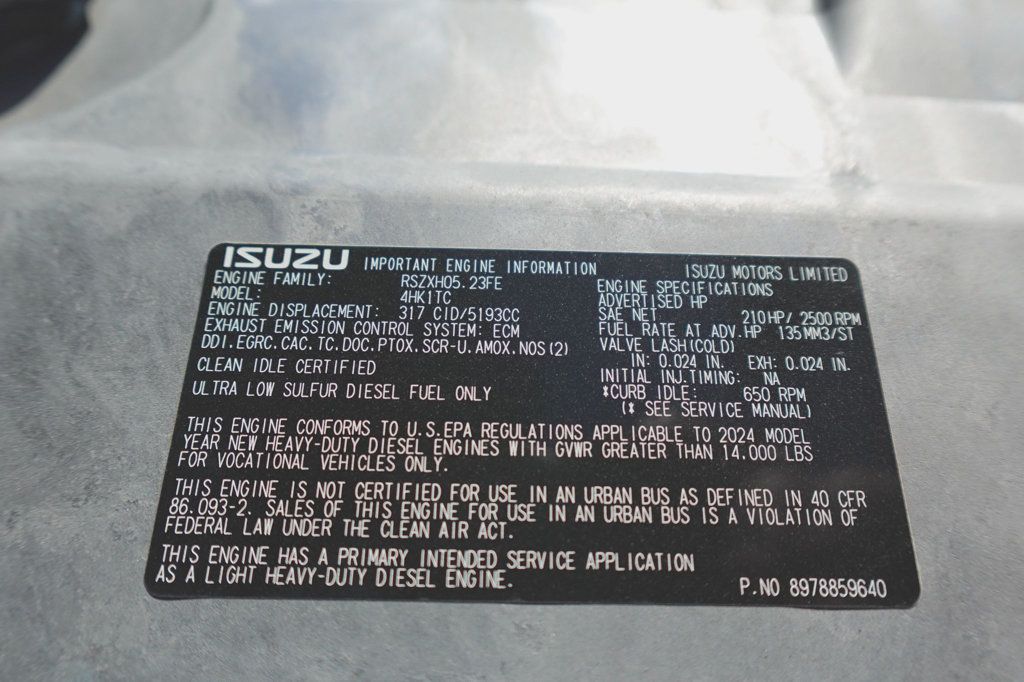 ISUZU IMPORTANT ENGINE INFORMATION ISUZU MOTORS LIMITED
ENGINE FAMILY: RSZXH05.23FE
MODEL: 4HK1TC
ENGINE DISPLACEMENT: 317 CID/5193CC
EXHAUST EMISSION CONTROL SYSTEM: ECM
DDI.EGRC.CAC.TC.DOC.PTOX.SCR-U.AMOX.NOS(2)
CLEAN IDLE CERTIFIED
ULTRA LOW SULFUR DIESEL FUEL ONLY
ENGINE SPECIFICATIONS
ADVERTISED HP
SAE NET 210HP/ 2500RPM
FUEL RATE AT ADV.HP 135MM3/ST
VALVE LASH(COLD)
IN: 0.024 IN. EXH: 0.024 IN.
INITIAL INJ.TIMING: NA
*CURB IDLE: 650 RPM
(* SEE SERVICE MANUAL)
THIS ENGINE CONFORMS TO U.S.EPA REGULATIONS APPLICABLE TO 2024 MODEL
YEAR NEW HEAVY-DUTY DIESEL ENGINES WITH GVWR GREATER THAN 14.000 LBS
FOR VOCATIONAL VEHICLES ONLY.
THIS ENGINE IS NOT CERTIFIED FOR USE IN AN URBAN BUS AS DEFINED IN 40 CFR
86.093-2. SALES OF THIS ENGINE FOR USE IN AN URBAN BUS IS A VIOLATION OF
FEDERAL LAW UNDER THE CLEAN AIR ACT.
THIS ENGINE HAS A PRIMARY INTENDED SERVICE APPLICATION
AS A LIGHT HEAVY-DUTY DIESEL ENGINE.
P.NO 8978859640